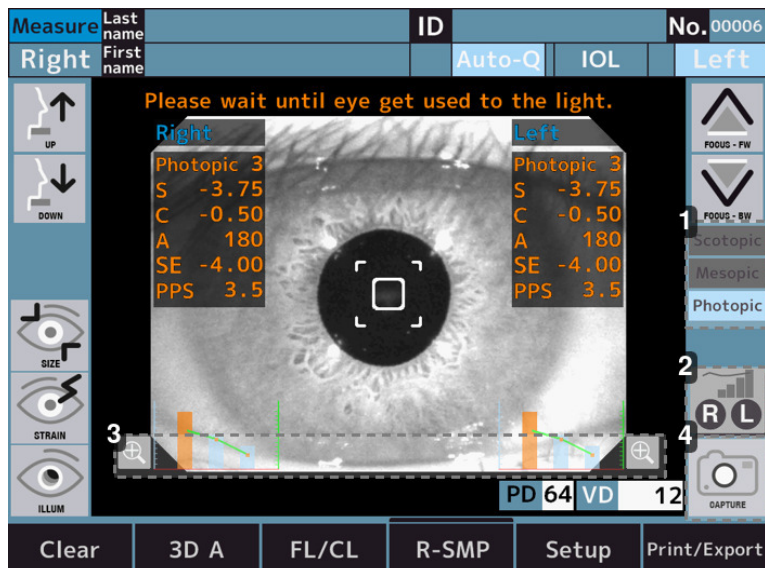 Measure Last name ID No. 00006
Right First name Auto-Q IOL Left
Please wait until eye get used to the light.
UP
DOWN
SIZE
STRAIN
ILLUM
Right
Photopic 3
S -3.75
C -0.50
A 180
SE -4.00
PPS 3.5
Left
Photopic 3
S -3.75
C -0.50
A 180
SE -4.00
PPS 3.5
FOCUS - FW
FOCUS - BW
1
Scotopic
Mesopic
Photopic
2
R L
3
4
CAPTURE
PD 64 VD 12
Clear 3D A FL/CL R-SMP Setup Print/Export